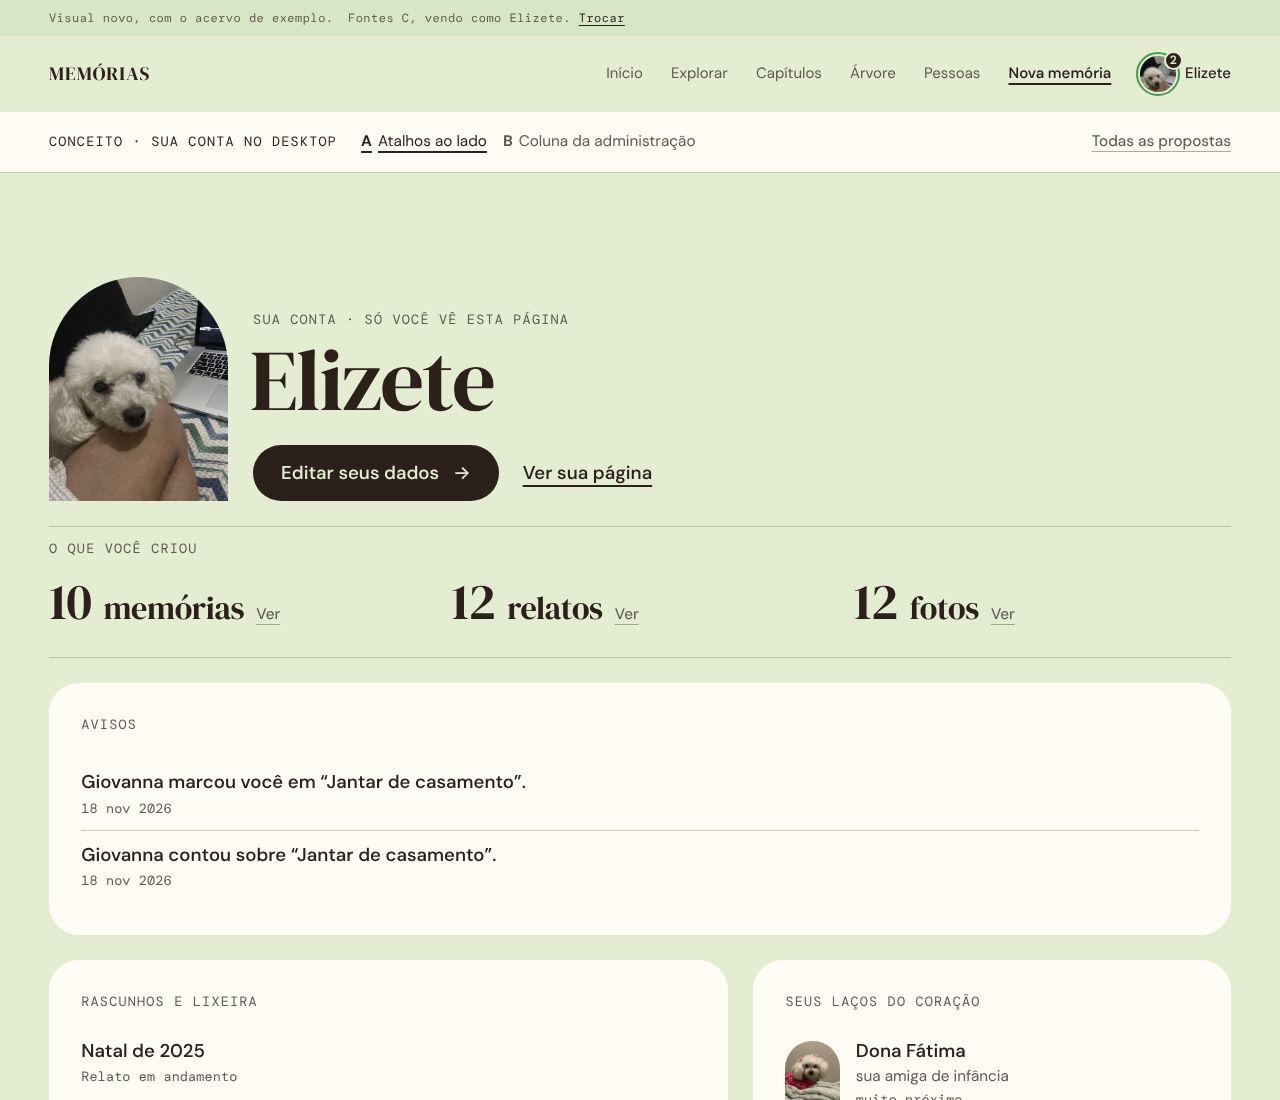 Visual novo, com o acervo de exemplo. Fontes C, vendo como Elizete. Trocar
MEMÓRIAS
Início Explorar Capítulos Árvore Pessoas Nova memória 2 Elizete
CONCEITO · SUA CONTA NO DESKTOP A Atalhos ao lado B Coluna da administração Todas as propostas
SUA CONTA · SÓ VOCÊ VÊ ESTA PÁGINA
Elizete
Editar seus dados → Ver sua página
O QUE VOCÊ CRIOU
10 memórias Ver 12 relatos Ver 12 fotos Ver
AVISOS
Giovanna marcou você em “Jantar de casamento”.
18 nov 2026
Giovanna contou sobre “Jantar de casamento”.
18 nov 2026
RASCUNHOS E LIXEIRA
Natal de 2025
Relato em andamento
SEUS LAÇOS DO CORAÇÃO
Dona Fátima
sua amiga de infância
muito próximo